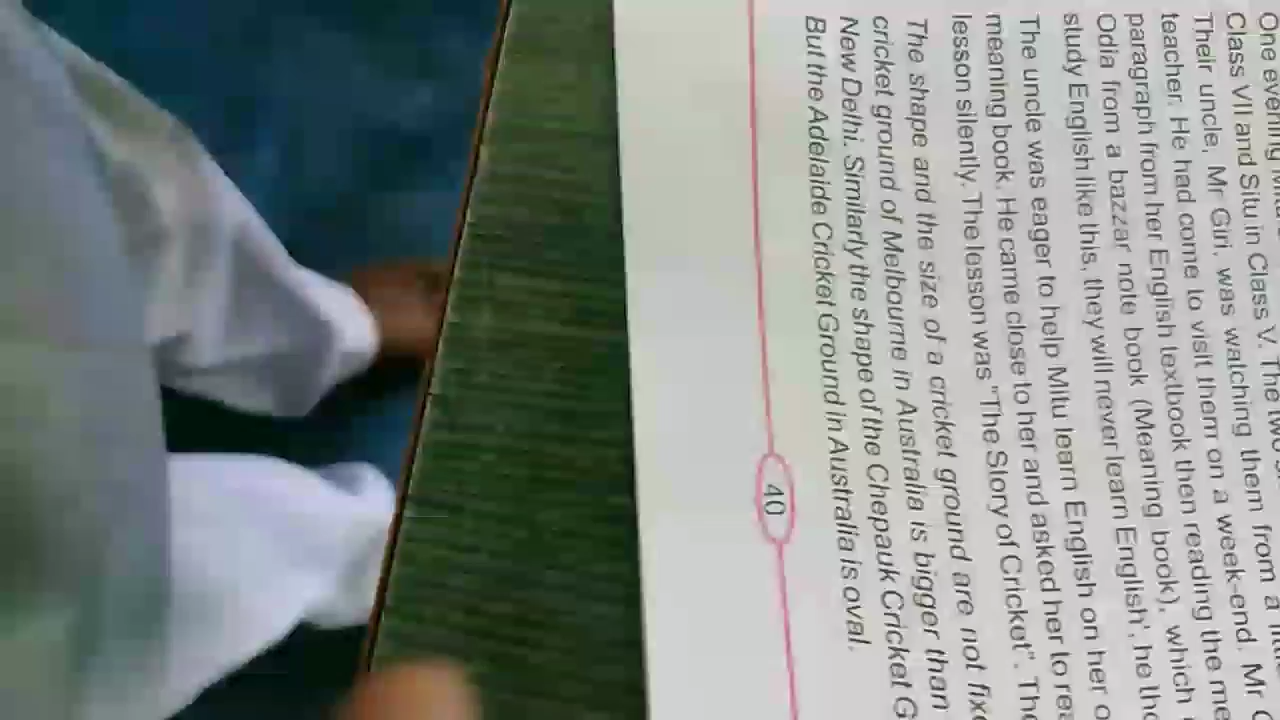 One evening
Class VII and Situ in Class V. The two
Their uncle, Mr Giri, was watching them from a
teacher. He had come to visit them on a week-end. Mr
paragraph from her English textbook then reading the me
Odia from a bazzar note book (Meaning book), which
study English like this, they will never learn English', he tho
The uncle was eager to help Mitu learn English on her o
meaning book. He came close to her and asked her to rea
lesson silently. The lesson was "The Story of Cricket". The
The shape and the size of a cricket ground are not fixe
cricket ground of Melbourne in Australia is bigger than
New Delhi. Similarly the shape of the Chepauk Cricket G
But the Adelaide Cricket Ground in Australia is oval.
40